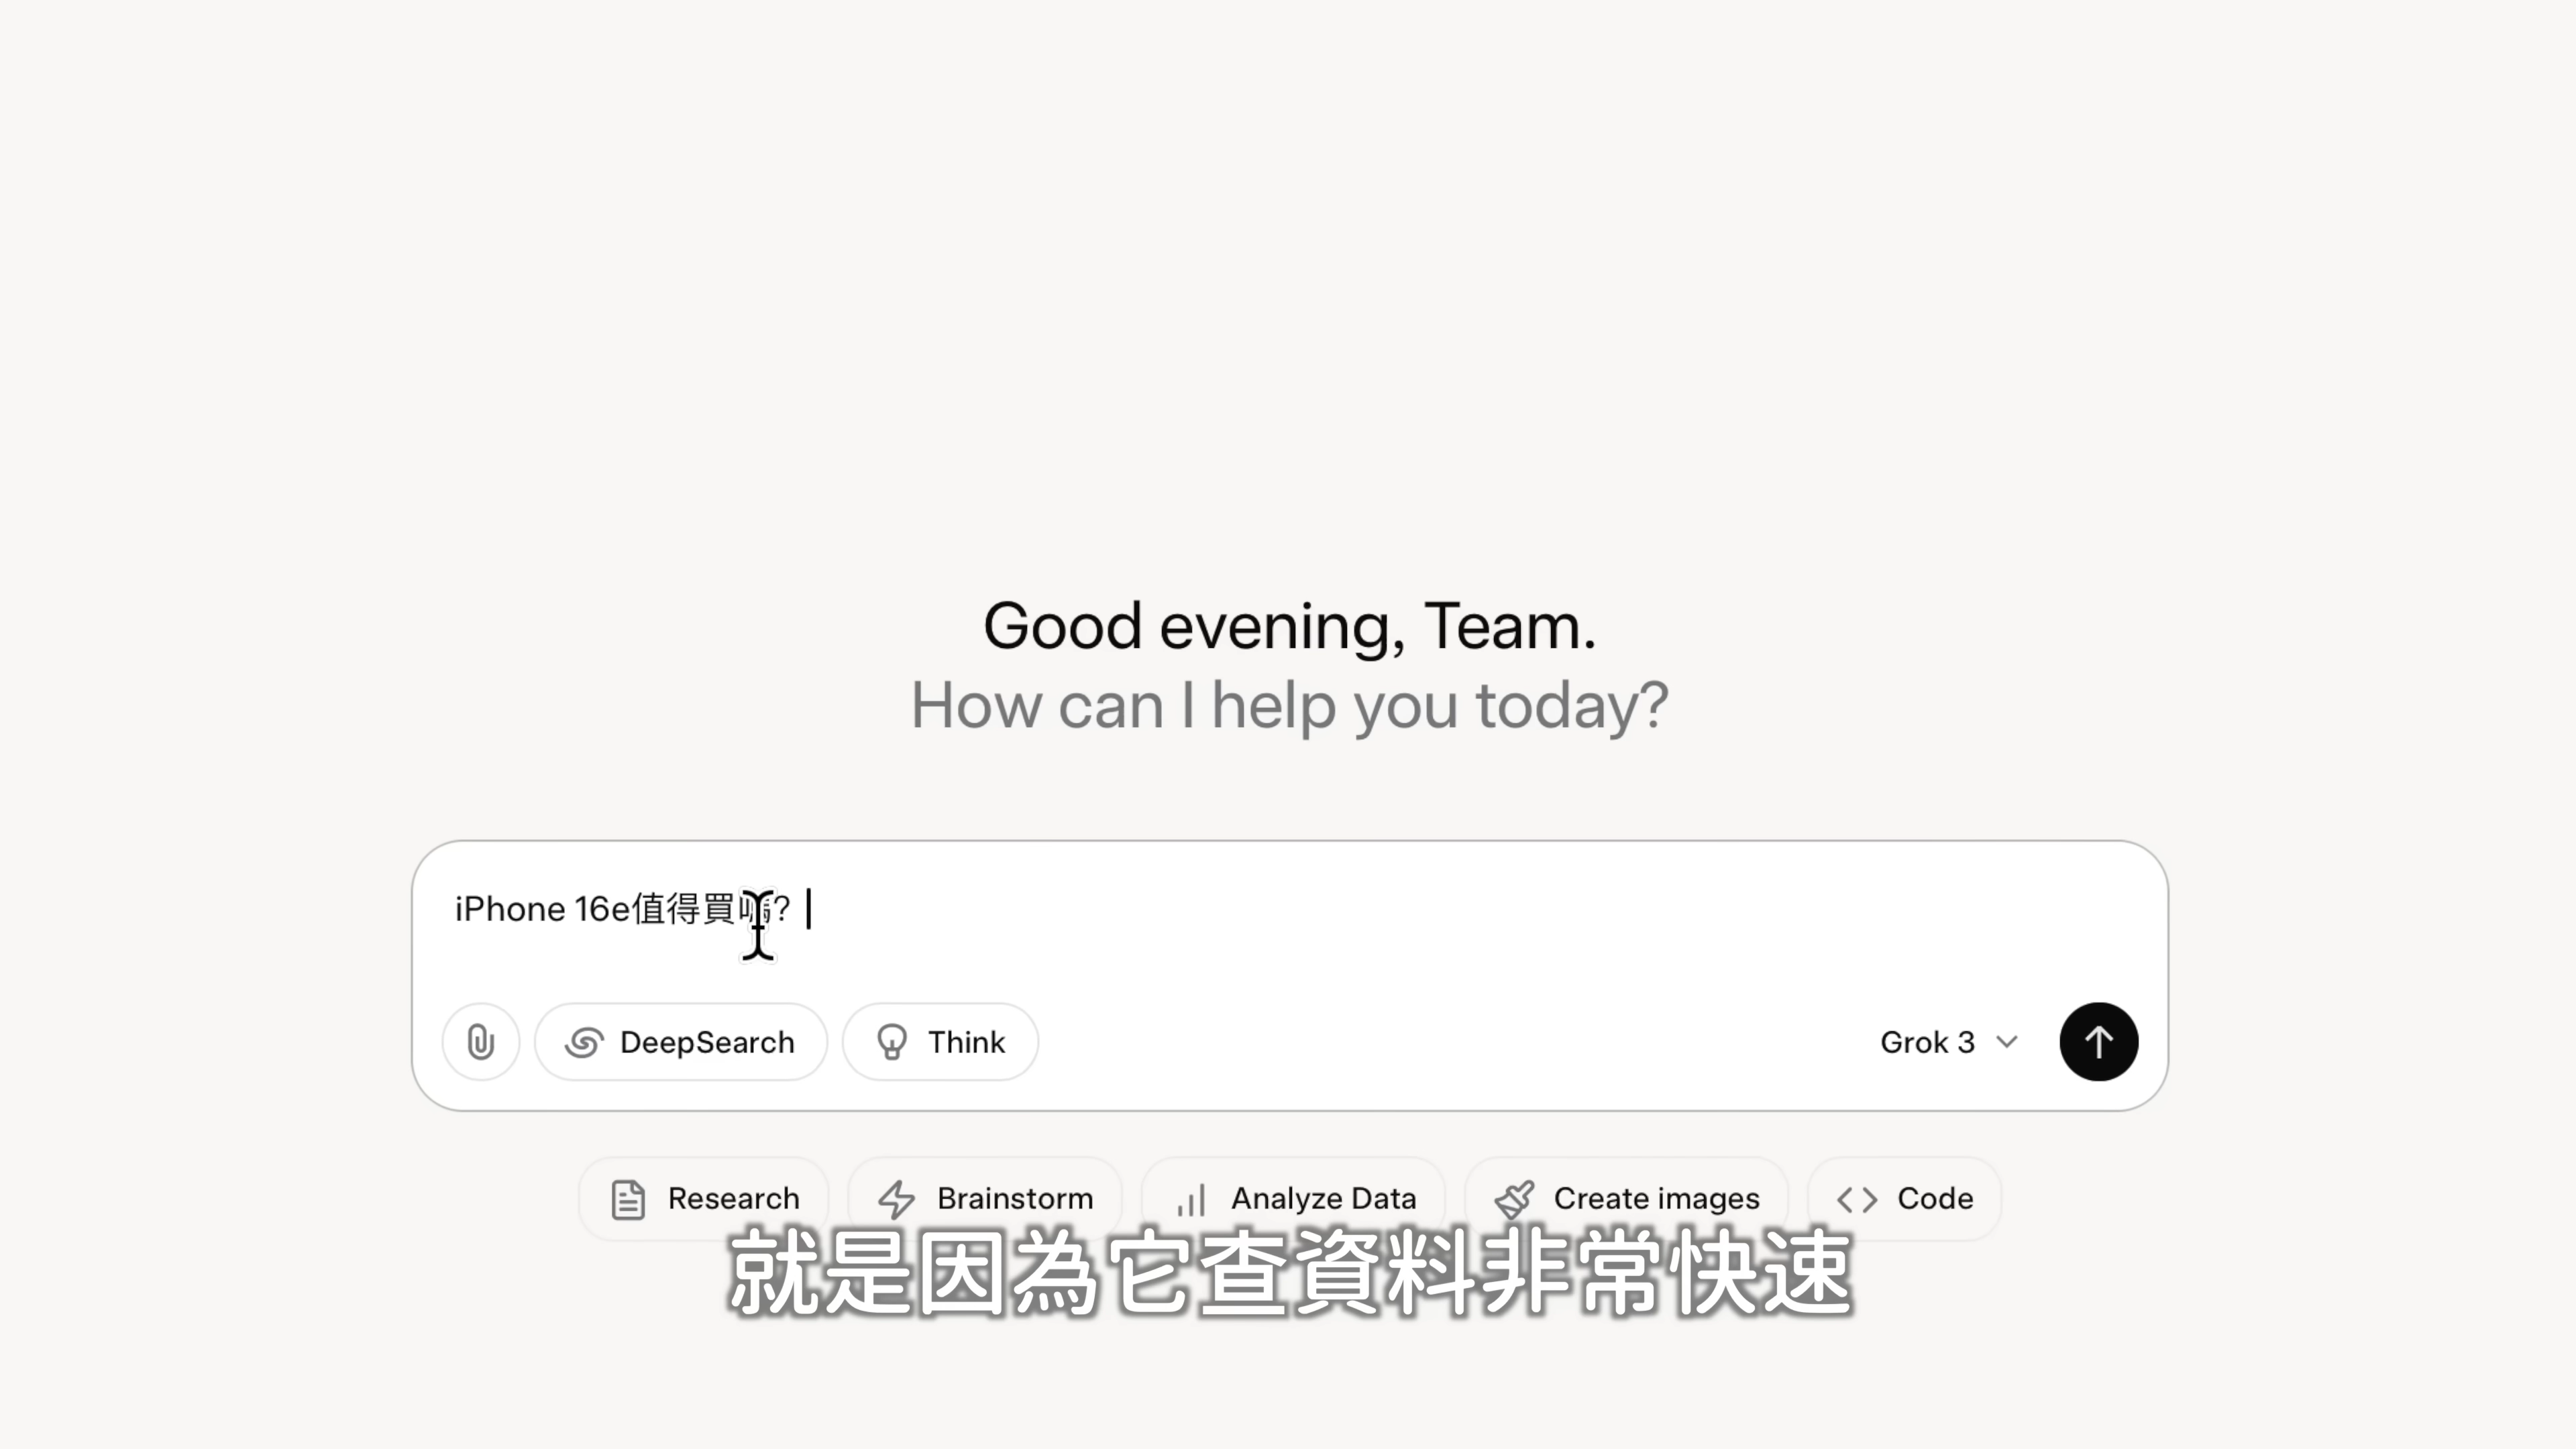 Good evening, Team.
How can I help you today?
iPhone 16e值得買嗎?
DeepSearch
Think
Grok 3
Research
Brainstorm
Analyze Data
Create images
Code
就是因為它查資料非常快速